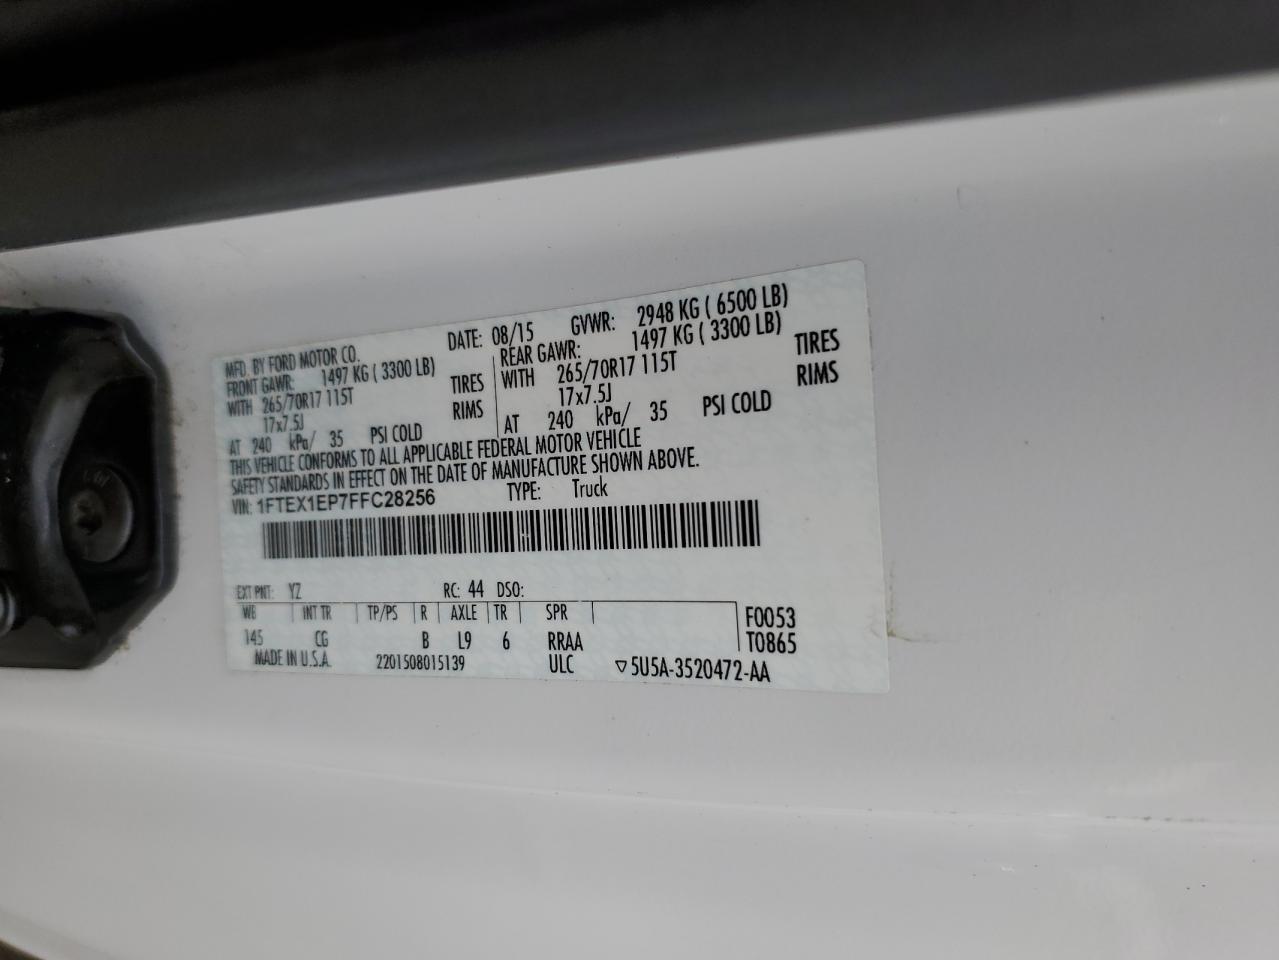 MFD. BY FORD MOTOR CO.
DATE: 08/15 GVWR: 2948 KG ( 6500 LB)
FRONT GAWR: 1497 KG ( 3300 LB) REAR GAWR: 1497 KG ( 3300 LB)
WITH 265/70R17 115T TIRES WITH 265/70R17 115T TIRES
17x7.5J RIMS 17x7.5J RIMS
AT 240 kPa/ 35 PSI COLD AT 240 kPa/ 35 PSI COLD
THIS VEHICLE CONFORMS TO ALL APPLICABLE FEDERAL MOTOR VEHICLE
SAFETY STANDARDS IN EFFECT ON THE DATE OF MANUFACTURE SHOWN ABOVE.
VIN: 1FTEX1EP7FFC28256 TYPE: Truck
EXT PNT: YZ RC: 44 DSO:
WB INT TR TP/PS R AXLE TR SPR F0053
145 CG B L9 6 RRAA T0865
MADE IN U.S.A. 2201508015139 ULC ▽5U5A-3520472-AA